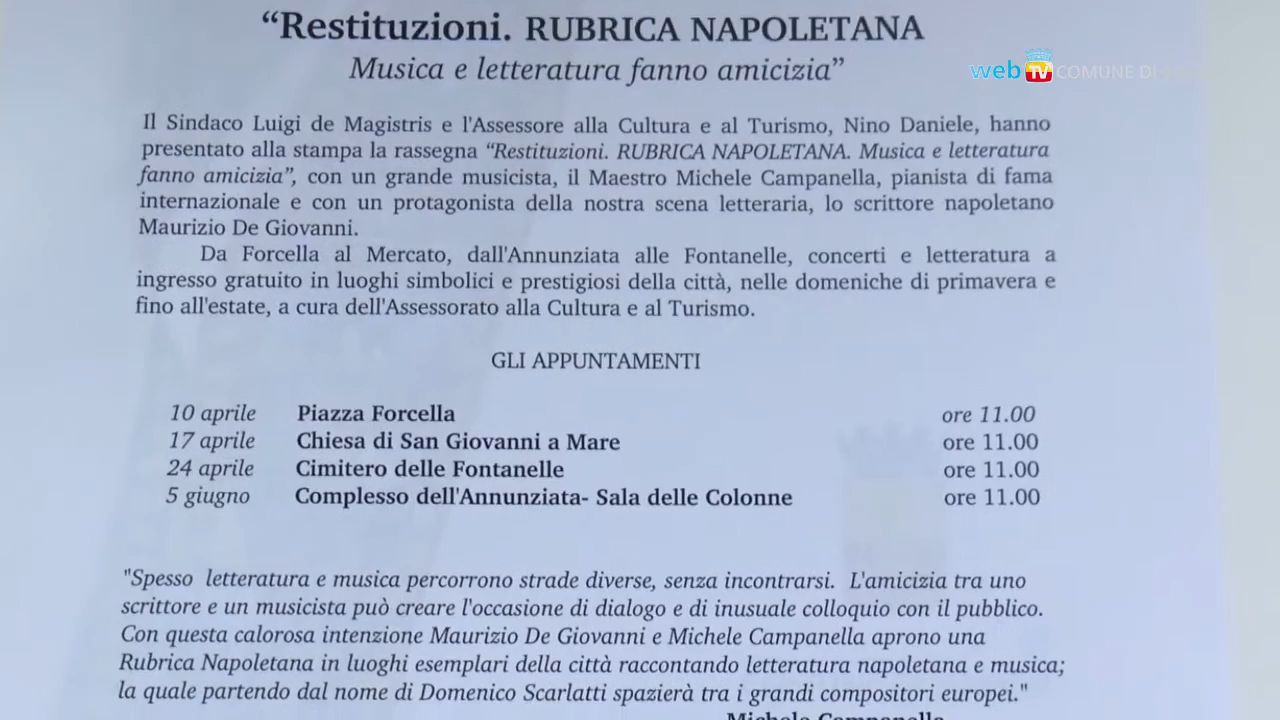 “Restituzioni. RUBRICA NAPOLETANA
Musica e letteratura fanno amicizia”
web TV COMUNE DI
Il Sindaco Luigi de Magistris e l'Assessore alla Cultura e al Turismo, Nino Daniele, hanno
presentato alla stampa la rassegna “Restituzioni. RUBRICA NAPOLETANA. Musica e letteratura
fanno amicizia”, con un grande musicista, il Maestro Michele Campanella, pianista di fama
internazionale e con un protagonista della nostra scena letteraria, lo scrittore napoletano
Maurizio De Giovanni.
Da Forcella al Mercato, dall'Annunziata alle Fontanelle, concerti e letteratura a
ingresso gratuito in luoghi simbolici e prestigiosi della città, nelle domeniche di primavera e
fino all'estate, a cura dell'Assessorato alla Cultura e al Turismo.
GLI APPUNTAMENTI
10 aprile Piazza Forcella ore 11.00
17 aprile Chiesa di San Giovanni a Mare ore 11.00
24 aprile Cimitero delle Fontanelle ore 11.00
5 giugno Complesso dell'Annunziata- Sala delle Colonne ore 11.00
"Spesso letteratura e musica percorrono strade diverse, senza incontrarsi. L'amicizia tra uno
scrittore e un musicista può creare l'occasione di dialogo e di inusuale colloquio con il pubblico.
Con questa calorosa intenzione Maurizio De Giovanni e Michele Campanella aprono una
Rubrica Napoletana in luoghi esemplari della città raccontando letteratura napoletana e musica;
la quale partendo dal nome di Domenico Scarlatti spazierà tra i grandi compositori europei."
Michele Campanella